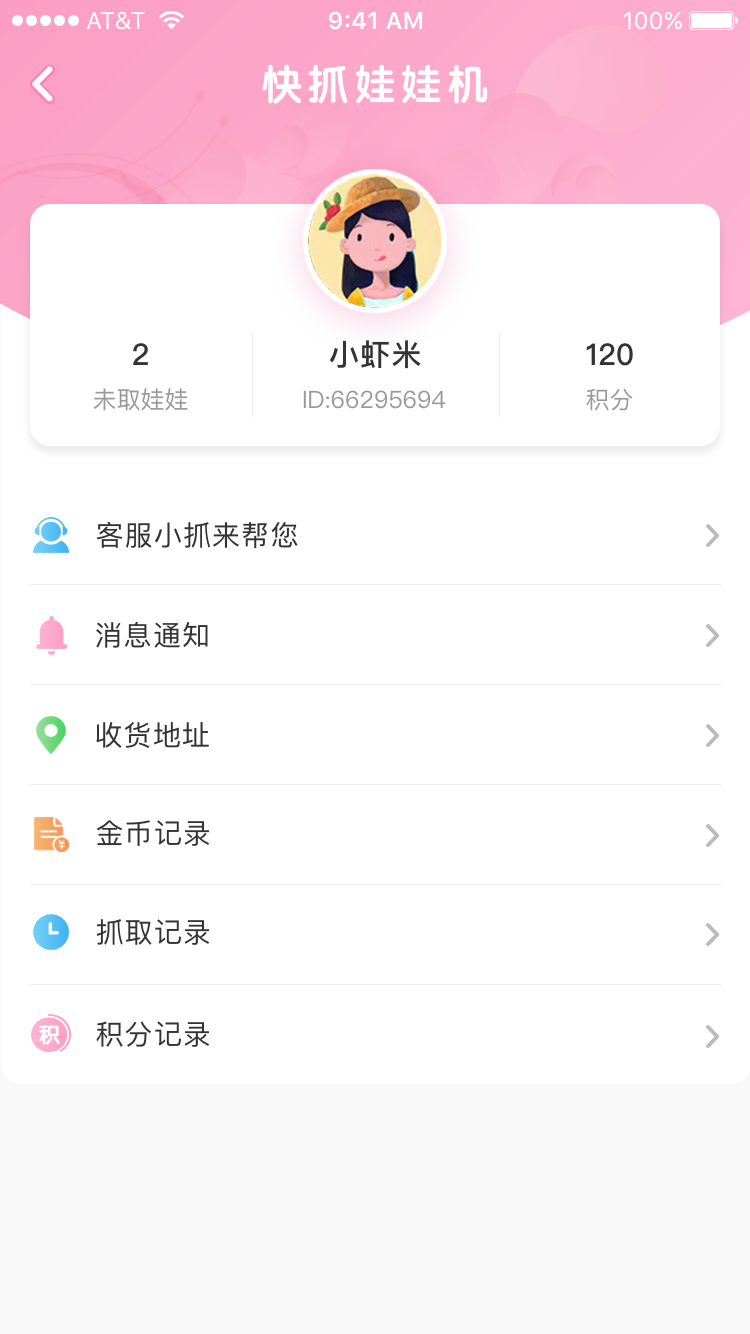 AT&T 9:41 AM 100%
快抓娃娃机
2 小虾米 120
未取娃娃 ID:66295694 积分
客服小抓来帮您
消息通知
收货地址
¥
金币记录
抓取记录
积 积分记录